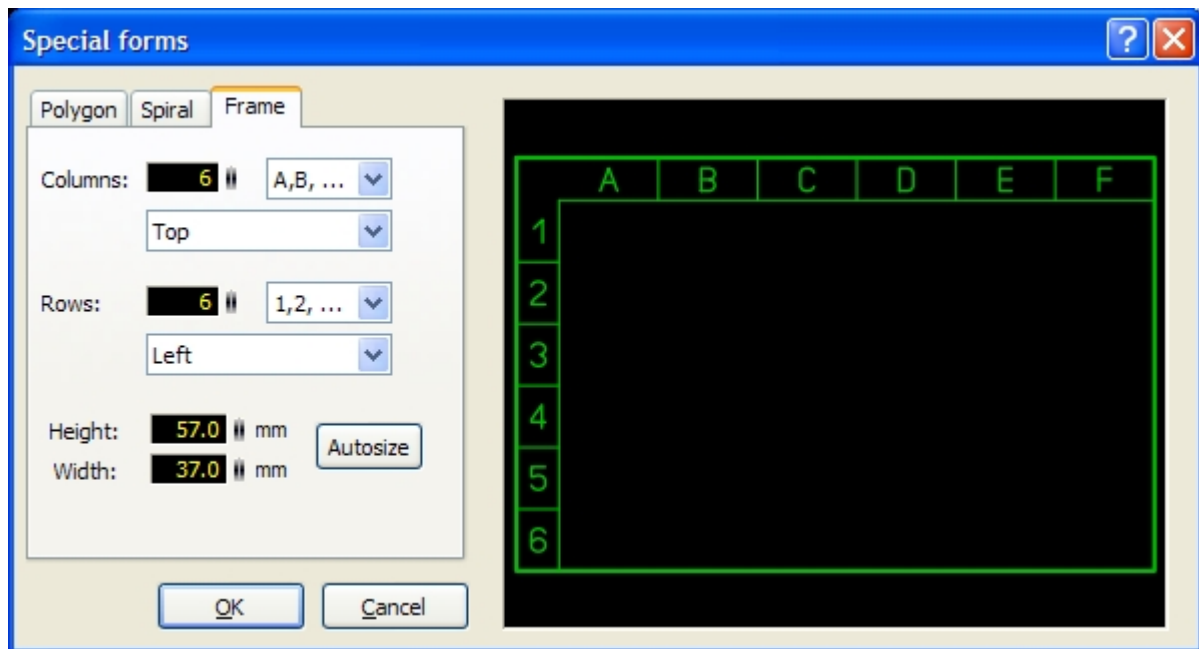 Special forms
Polygon Spiral Frame
Columns: 6 A,B, ...
Top
Rows: 6 1,2, ...
Left
Height: 57.0 mm
Width: 37.0 mm
Autosize
OK Cancel
A B C D E F
1
2
3
4
5
6